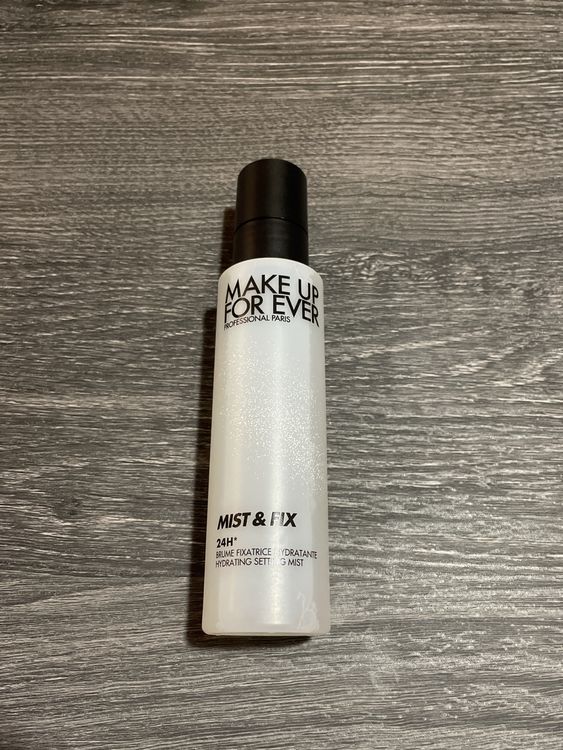 MAKE UP
FOR EVER
PROFESSIONAL PARIS
MIST & FIX
24H*
BRUME FIXATRICE HYDRATANTE
HYDRATING SETTING MIST